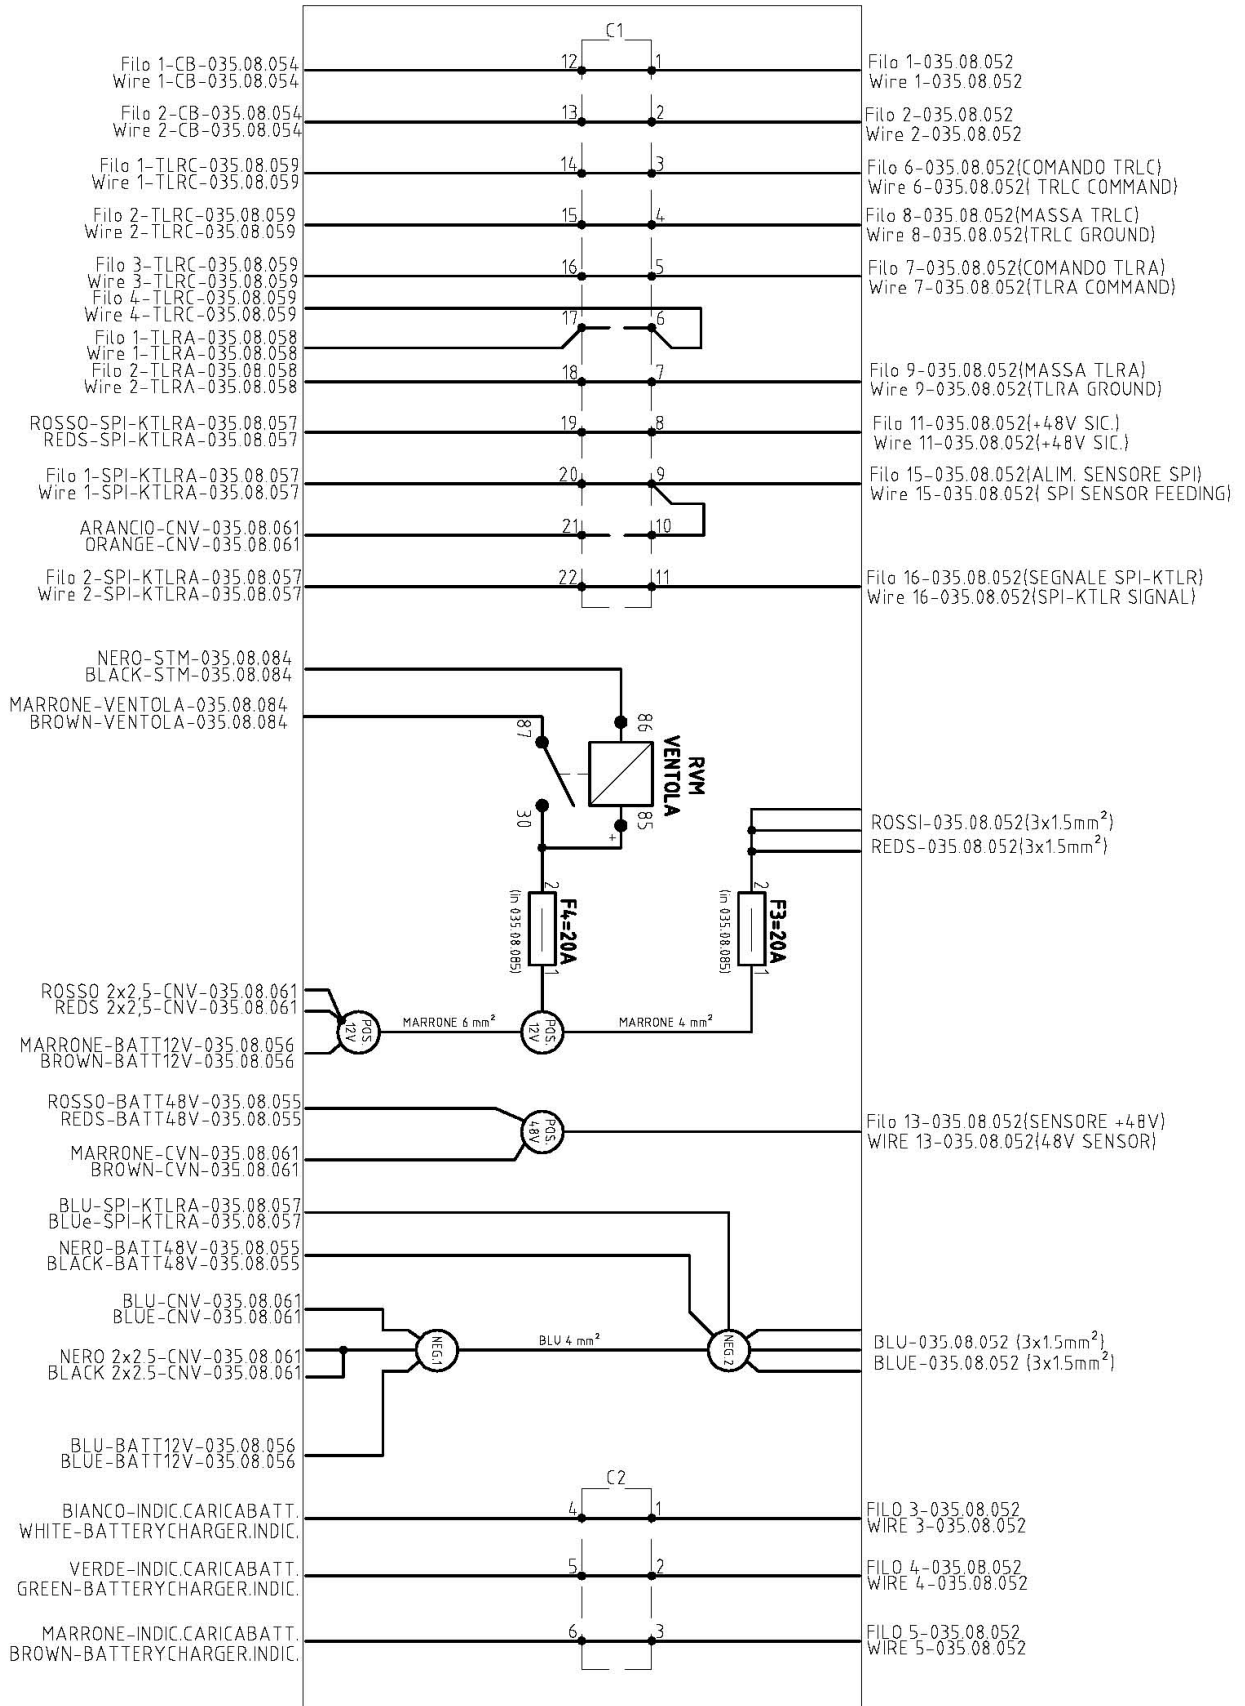 C1
Filo 1-CB-035.08.054
Wire 1-CB-035.08.054
12
1
Filo 1-035.08.052
Wire 1-035.08.052
Filo 2-CB-035.08.054
Wire 2-CB-035.08.054
13
2
Filo 2-035.08.052
Wire 2-035.08.052
Filo 1-TLRC-035.08.059
Wire 1-TLRC-035.08.059
14
3
Filo 6-035.08.052(COMANDO TRLC)
Wire 6-035.08.052( TRLC COMMAND)
Filo 2-TLRC-035.08.059
Wire 2-TLRC-035.08.059
15
4
Filo 8-035.08.052(MASSA TRLC)
Wire 8-035.08.052(TRLC GROUND)
Filo 3-TLRC-035.08.059
Wire 3-TLRC-035.08.059
16
5
Filo 7-035.08.052(COMANDO TLRA)
Wire 7-035.08.052(TLRA COMMAND)
Filo 4-TLRC-035.08.059
Wire 4-TLRC-035.08.059
17
6
Filo 1-TLRA-035.08.058
Wire 1-TLRA-035.08.058
Filo 2-TLRA-035.08.058
Wire 2-TLRA-035.08.058
18
7
Filo 9-035.08.052(MASSA TLRA)
Wire 9-035.08.052(TLRA GROUND)
ROSSO-SPI-KTLRA-035.08.057
REDS-SPI-KTLRA-035.08.057
19
8
Filo 11-035.08.052(+48V SIC.)
Wire 11-035.08.052(+48V SIC.)
Filo 1-SPI-KTLRA-035.08.057
Wire 1-SPI-KTLRA-035.08.057
20
9
Filo 15-035.08.052(ALIM. SENSORE SPI)
Wire 15-035.08.052( SPI SENSOR FEEDING)
ARANCIO-CNV-035.08.061
ORANGE-CNV-035.08.061
21
10
Filo 2-SPI-KTLRA-035.08.057
Wire 2-SPI-KTLRA-035.08.057
22
11
Filo 16-035.08.052(SEGNALE SPI-KTLR)
Wire 16-035.08.052(SPI-KTLR SIGNAL)
NERO-STM-035.08.084
BLACK-STM-035.08.084
MARRONE-VENTOLA-035.08.084
BROWN-VENTOLA-035.08.084
87
86
RVM
VENTOLA
30
85
+
ROSSI-035.08.052(3x1.5mm²)
REDS-035.08.052(3x1.5mm²)
2
F4=20A
(in 035.08.085)
1
2
F3=20A
(in 035.08.085)
1
ROSSO 2x2,5-CNV-035.08.061
REDS 2x2,5-CNV-035.08.061
POS.
12V
MARRONE 6 mm²
POS.
12V
MARRONE 4 mm²
MARRONE-BATT12V-035.08.056
BROWN-BATT12V-035.08.056
ROSSO-BATT48V-035.08.055
REDS-BATT48V-035.08.055
POS.
48V
Filo 13-035.08.052(SENSORE +48V)
WIRE 13-035.08.052(48V SENSOR)
MARRONE-CVN-035.08.061
BROWN-CVN-035.08.061
BLU-SPI-KTLRA-035.08.057
BLUe-SPI-KTLRA-035.08.057
NERO-BATT48V-035.08.055
BLACK-BATT48V-035.08.055
BLU-CNV-035.08.061
BLUE-CNV-035.08.061
NERO 2x2.5-CNV-035.08.061
BLACK 2x2.5-CNV-035.08.061
NEG.1
BLU 4 mm²
NEG.2
BLU-035.08.052 (3x1.5mm²)
BLUE-035.08.052 (3x1.5mm²)
BLU-BATT12V-035.08.056
BLUE-BATT12V-035.08.056
C2
BIANCO-INDIC.CARICABATT.
WHITE-BATTERYCHARGER.INDIC.
4
1
FILO 3-035.08.052
WIRE 3-035.08.052
VERDE-INDIC.CARICABATT.
GREEN-BATTERYCHARGER.INDIC.
5
2
FILO 4-035.08.052
WIRE 4-035.08.052
MARRONE-INDIC.CARICABATT.
BROWN-BATTERYCHARGER.INDIC.
6
3
FILO 5-035.08.052
WIRE 5-035.08.052